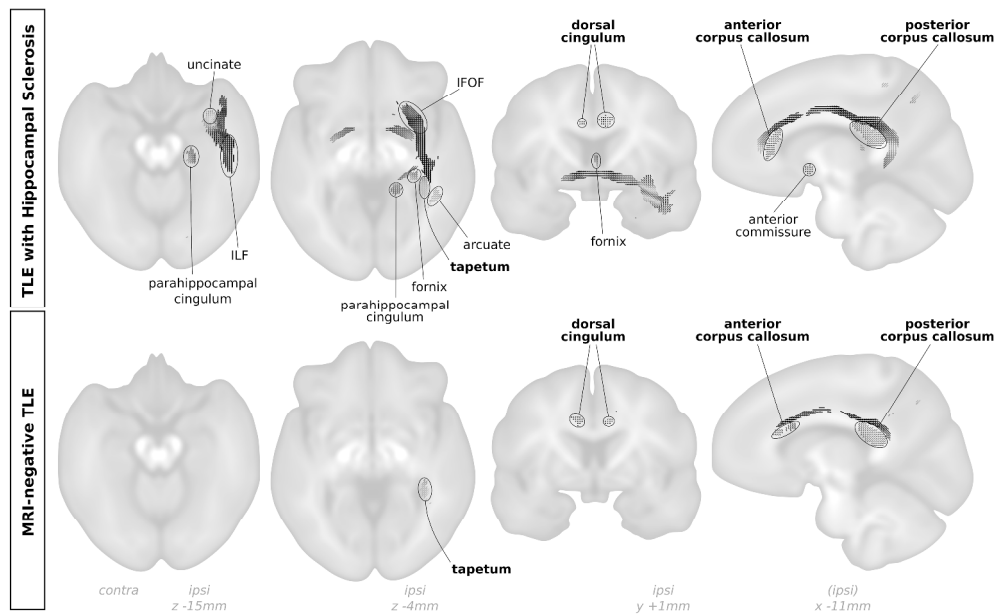 TLE with Hippocampal Sclerosis
uncinate
ILF
parahippocampal
cingulum
IFOF
arcuate
tapetum
fornix
parahippocampal
cingulum
dorsal
cingulum
fornix
anterior
corpus callosum
posterior
corpus callosum
anterior
commissure
MRI-negative TLE
tapetum
dorsal
cingulum
anterior
corpus callosum
posterior
corpus callosum
contra
ipsi
z -15mm
ipsi
z -4mm
ipsi
y +1mm
(ipsi)
x -11mm